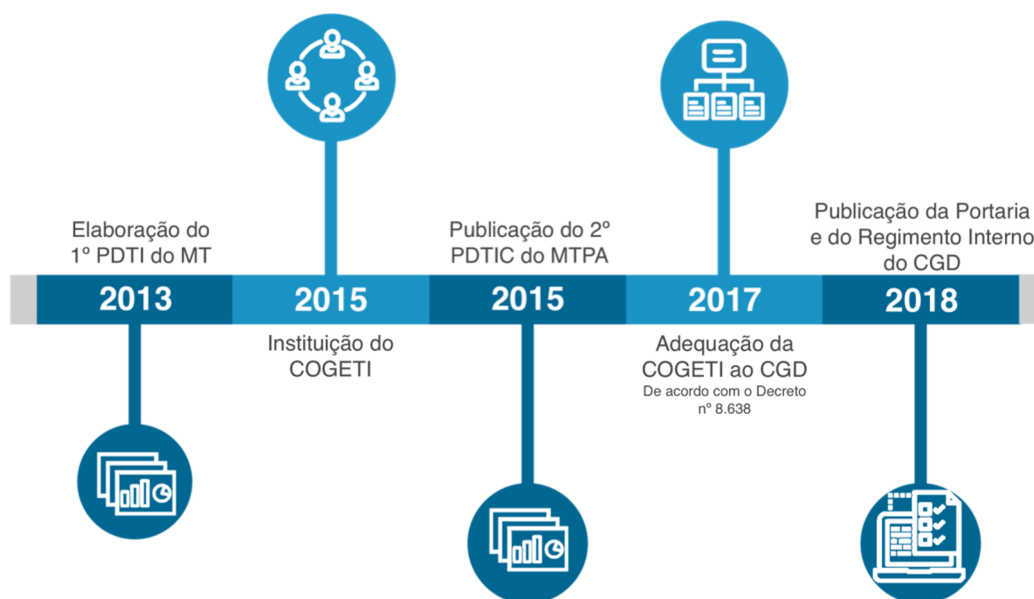 Elaboração do
1º PDTI do MT
2013
2015
Instituição do
COGETI
Publicação do 2º
PDTIC do MTPA
2015
2017
Adequação da
COGETI ao CGD
De acordo com o Decreto
nº 8.638
Publicação da Portaria
e do Regimento Interno
do CGD
2018